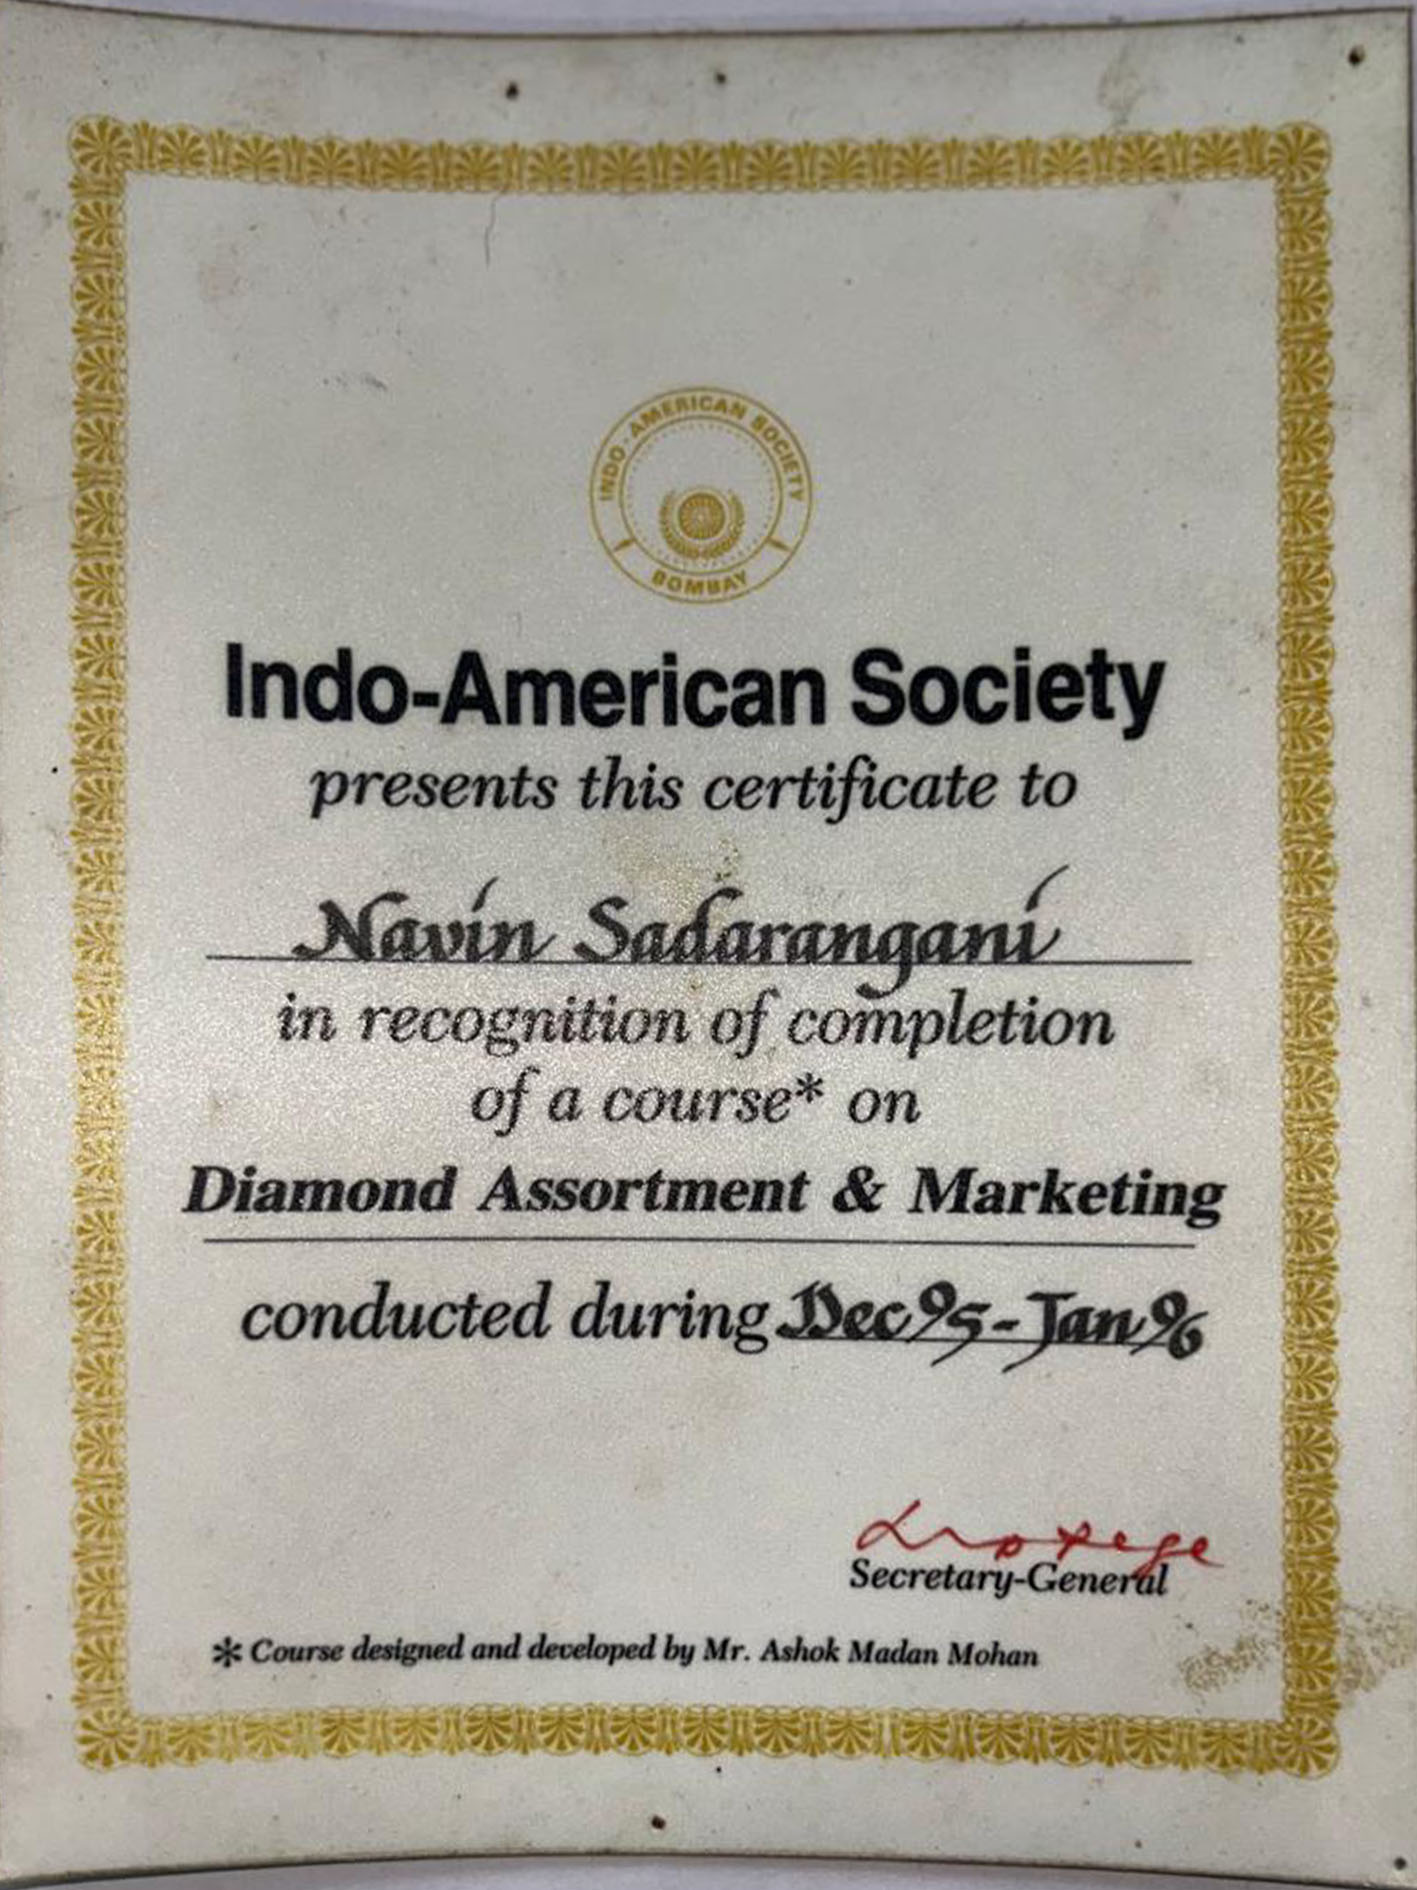 INDO-AMERICAN SOCIETY
BOMBAY
Indo-American Society
presents this certificate to
Navin Sadarangani
in recognition of completion
of a course* on
Diamond Assortment & Marketing
conducted during Dec 95 - Jan 96
Secretary-General
* Course designed and developed by Mr. Ashok Madan Mohan